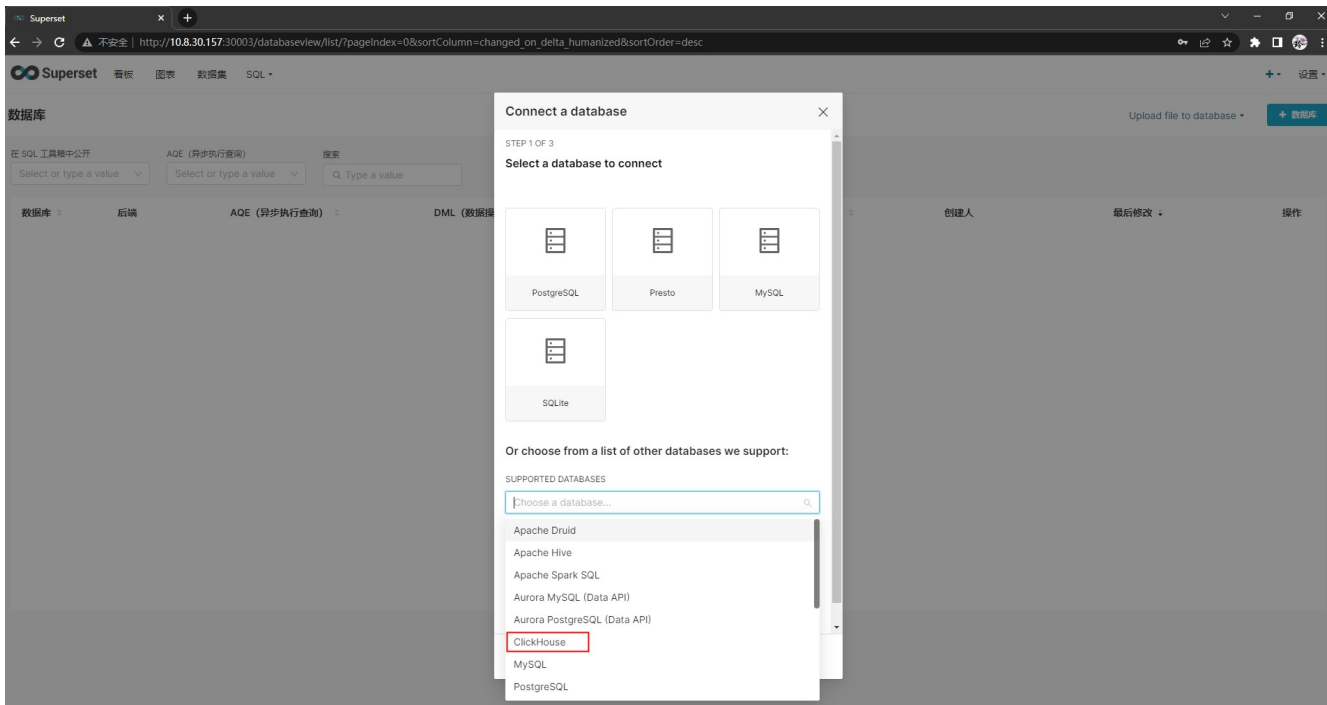 Superset
不安全 | http://10.8.30.157:30003/databaseview/list/?pageIndex=0&sortColumn=changed_on_delta_humanized&sortOrder=desc
Superset 看板 图表 数据集 SQL 设置
数据库 Upload file to database + 数据库
在 SQL 工具箱中公开 AQE（异步执行查询） 搜索
Select or type a value Select or type a value Type a value
数据库 后端 AQE（异步执行查询） DML（数据操 创建人 最后修改 操作
Connect a database
STEP 1 OF 3
Select a database to connect
PostgreSQL Presto MySQL
SQLite
Or choose from a list of other databases we support:
SUPPORTED DATABASES
Choose a database...
Apache Druid
Apache Hive
Apache Spark SQL
Aurora MySQL (Data API)
Aurora PostgreSQL (Data API)
ClickHouse
MySQL
PostgreSQL